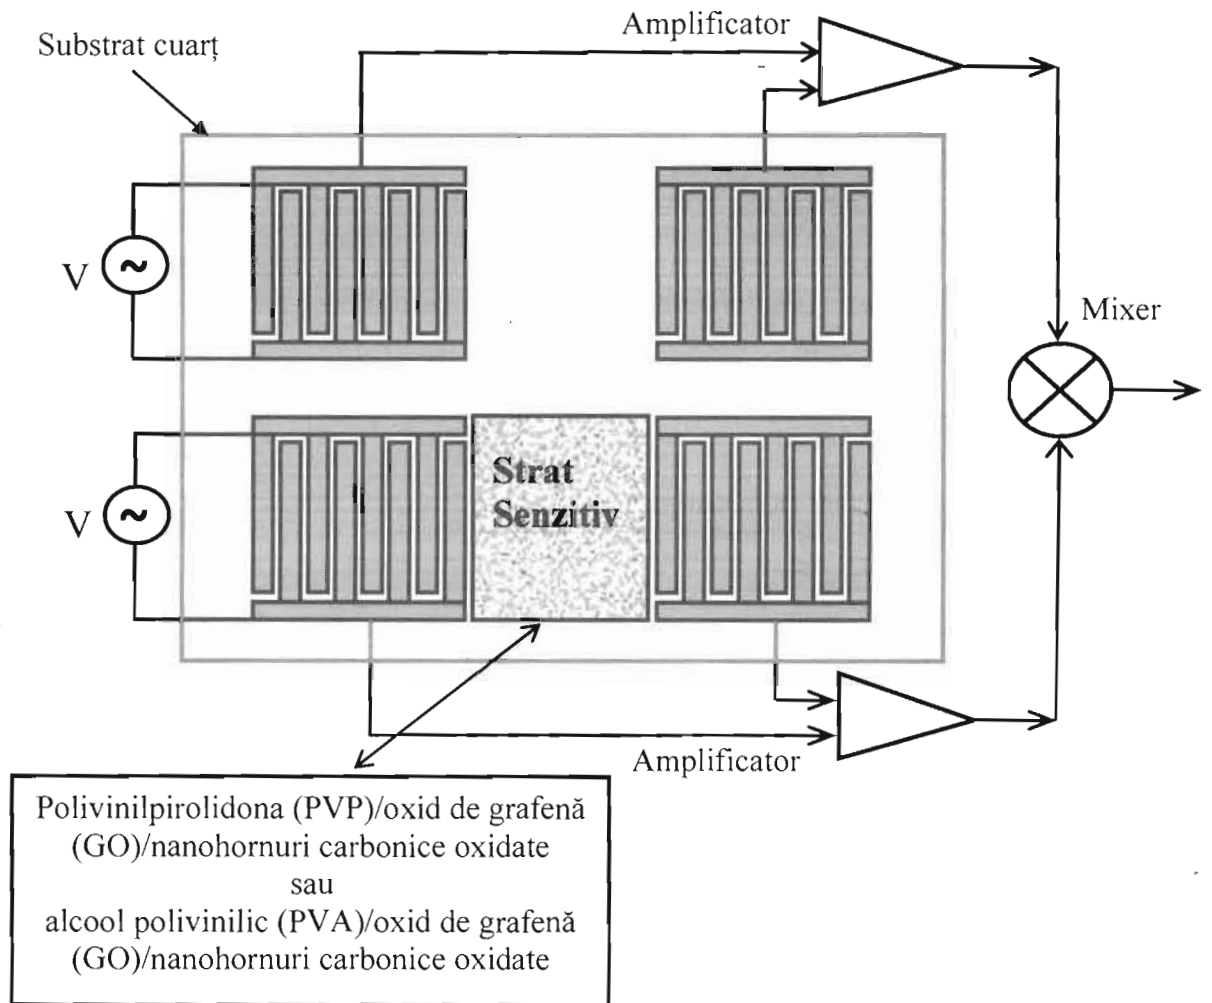 Amplificator
Substrat cuarț
V
~
Mixer
Strat
Senzitiv
V
~
Amplificator
Polivinilpirolidona (PVP)/oxid de grafenă
(GO)/nanohornuri carbonice oxidate
sau
alcool polivinilic (PVA)/oxid de grafenă
(GO)/nanohornuri carbonice oxidate